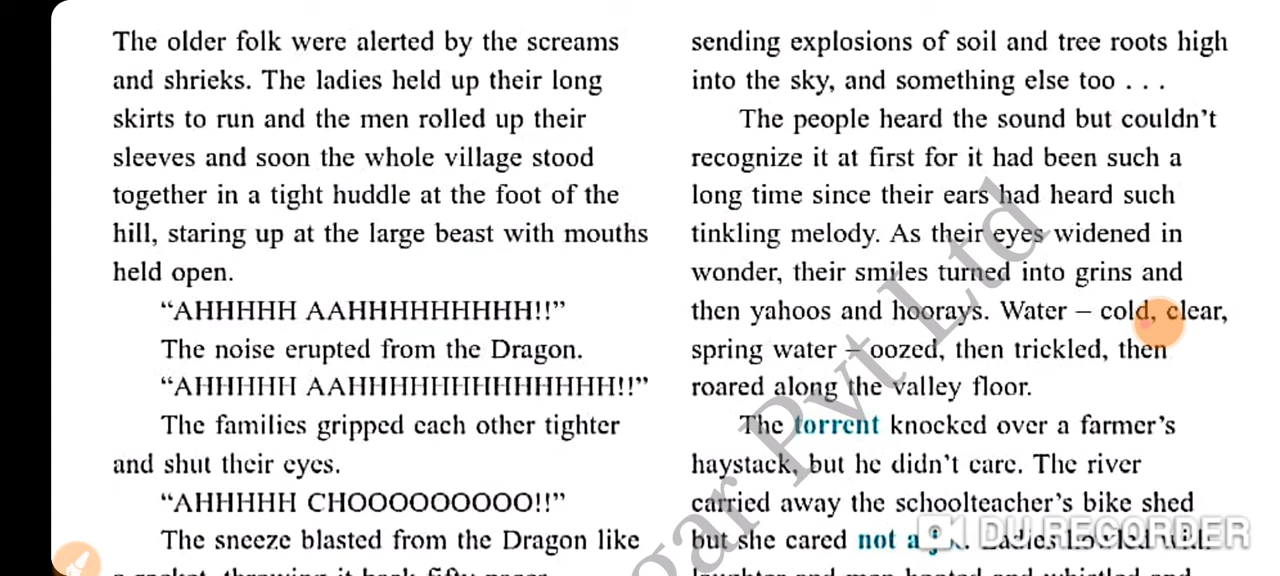 The older folk were alerted by the screams
and shrieks. The ladies held up their long
skirts to run and the men rolled up their
sleeves and soon the whole village stood
together in a tight huddle at the foot of the
hill, staring up at the large beast with mouths
held open.
“AHHHHH AAHHHHHHHHHH!!”
The noise erupted from the Dragon.
“AHHHHHH AAHHHHHHHHHHHHHH!!”
The families gripped each other tighter
and shut their eyes.
“AHHHHH CHOOOOOOOOOO!!”
The sneeze blasted from the Dragon like
sending explosions of soil and tree roots high
into the sky, and something else too . . .
The people heard the sound but couldn’t
recognize it at first for it had been such a
long time since their ears had heard such
tinkling melody. As their eyes widened in
wonder, their smiles turned into grins and
then yahoos and hoorays. Water – cold, clear,
spring water – oozed, then trickled, then
roared along the valley floor.
The torrent knocked over a farmer’s
haystack, but he didn’t care. The river
carried away the schoolteacher’s bike shed
but she cared not a
Pvt Ltd
DU RECORDER